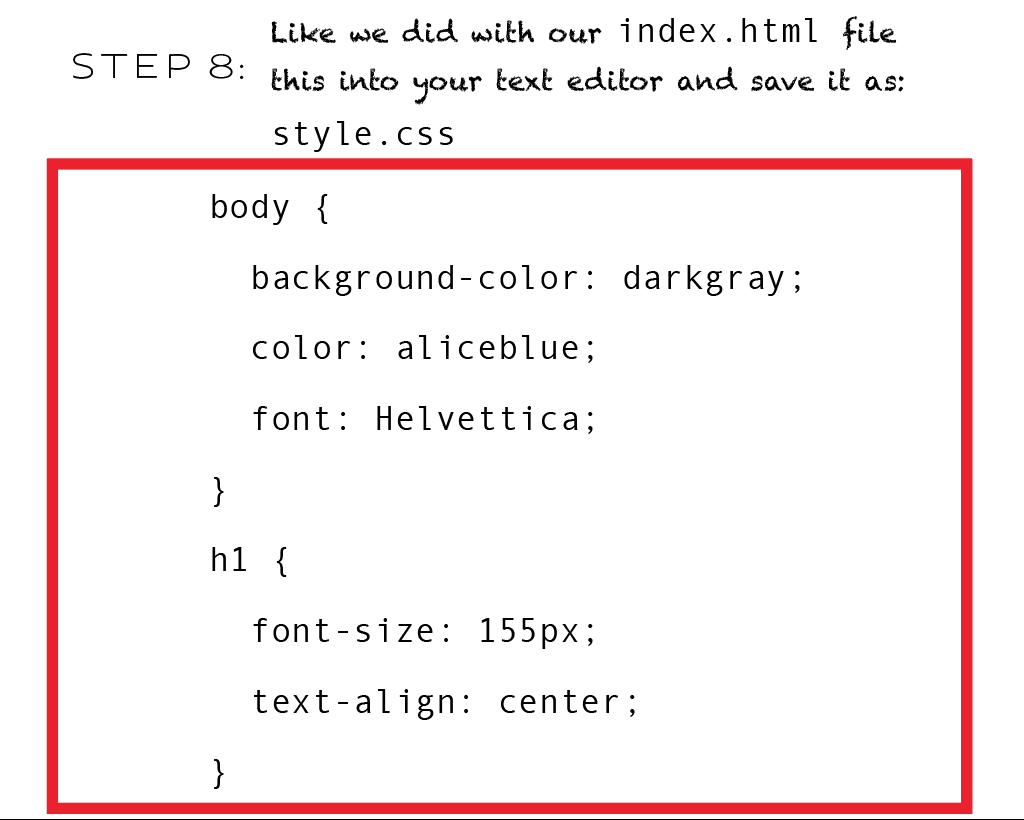 Like we did with our index.html file
STEP 8:
this into your text editor and save it as:
style.css
body {
background-color: darkgray;
color: aliceblue;
font: Helvettica;
}
h1 {
font-size: 155px;
text-align: center;
}